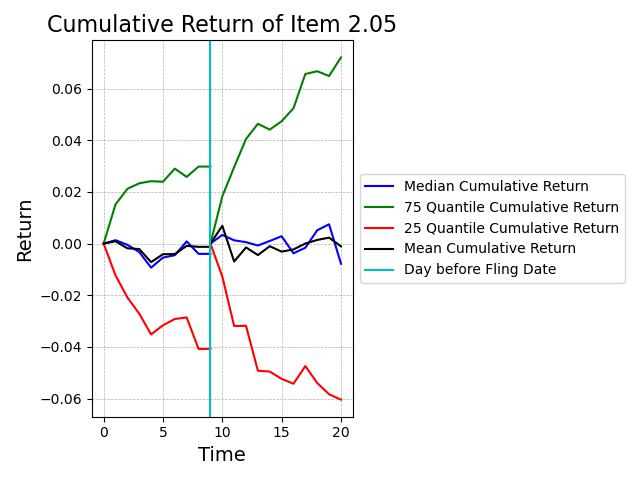 Cumulative Return of Item 2.05
Return
0.06
0.04
0.02
0.00
−0.02
−0.04
−0.06
0 5 10 15 20
Time
Median Cumulative Return
75 Quantile Cumulative Return
25 Quantile Cumulative Return
Mean Cumulative Return
Day before Fling Date